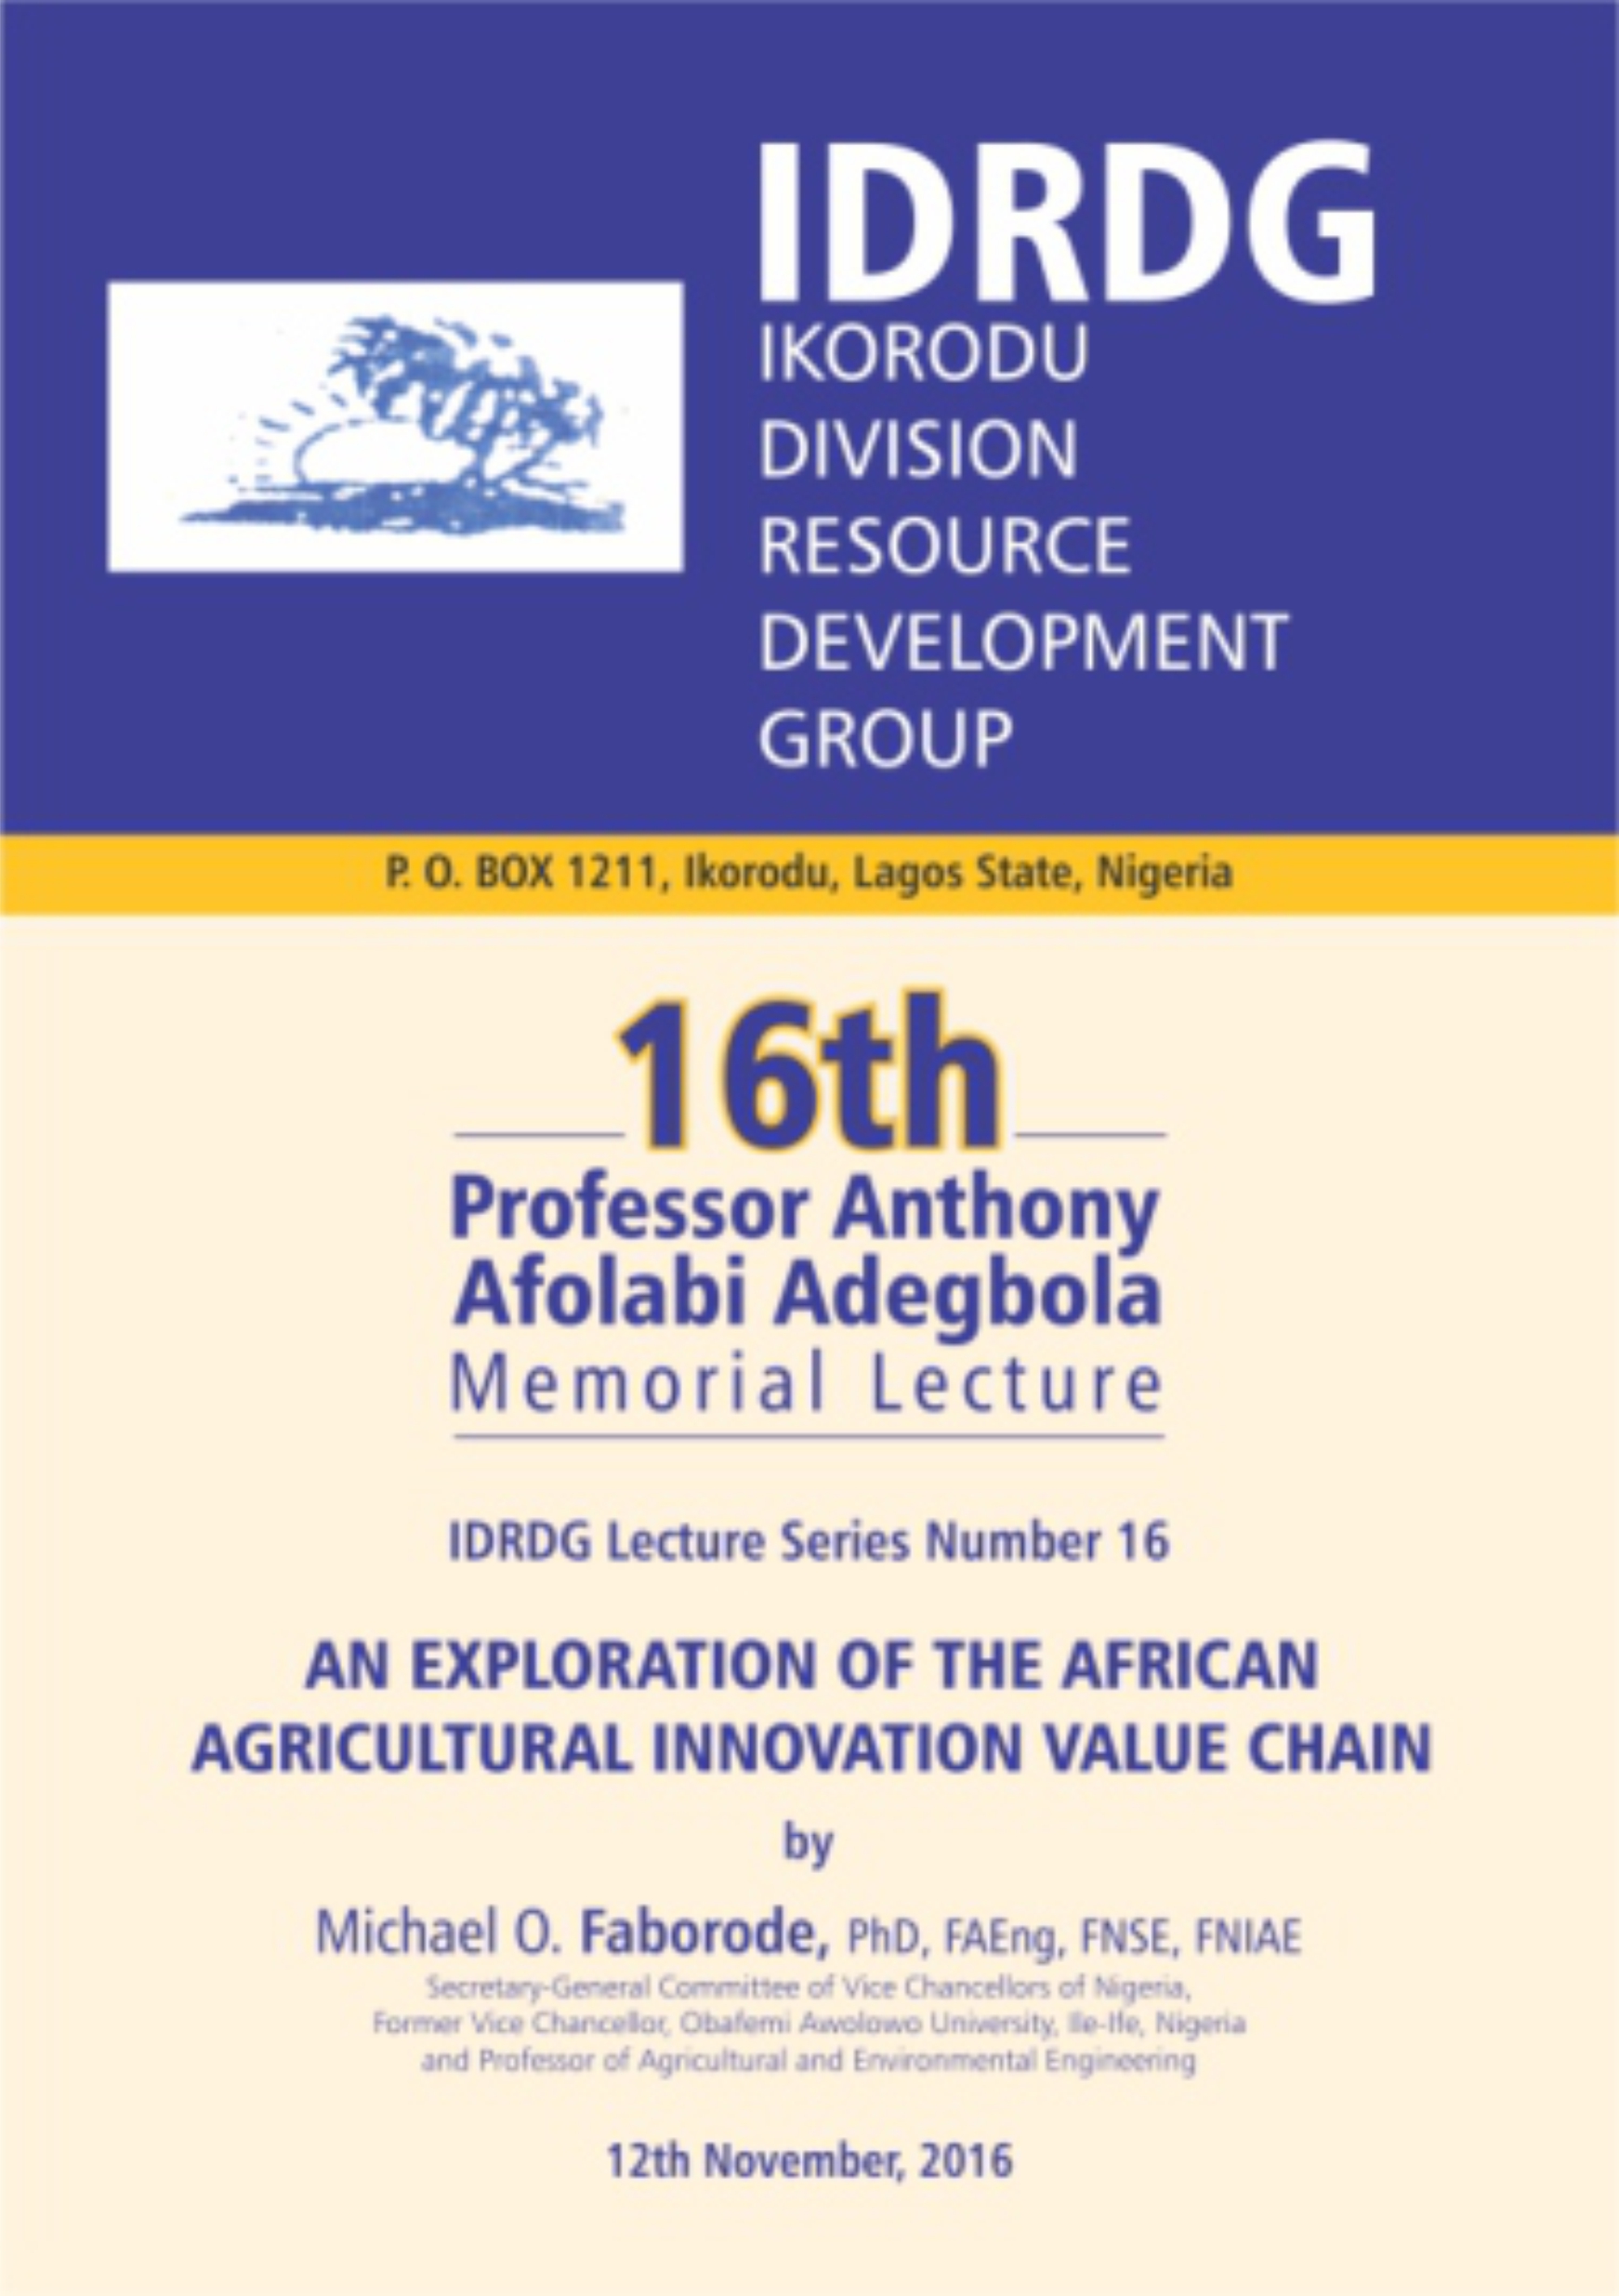 IDRDG
IKORODU
DIVISION
RESOURCE
DEVELOPMENT
GROUP
P. O. BOX 1211, Ikorodu, Lagos State, Nigeria
16th
Professor Anthony
Afolabi Adegbola
Memorial Lecture
IDRDG Lecture Series Number 16
AN EXPLORATION OF THE AFRICAN
AGRICULTURAL INNOVATION VALUE CHAIN
by
Michael O. Faborode, PhD, FAEng, FNSE, FNIAE
Secretary-General Committee of Vice Chancellors of Nigeria,
Former Vice Chancellor, Obafemi Awolowo University, Ile-Ife, Nigeria
and Professor of Agricultural and Environmental Engineering
12th November, 2016